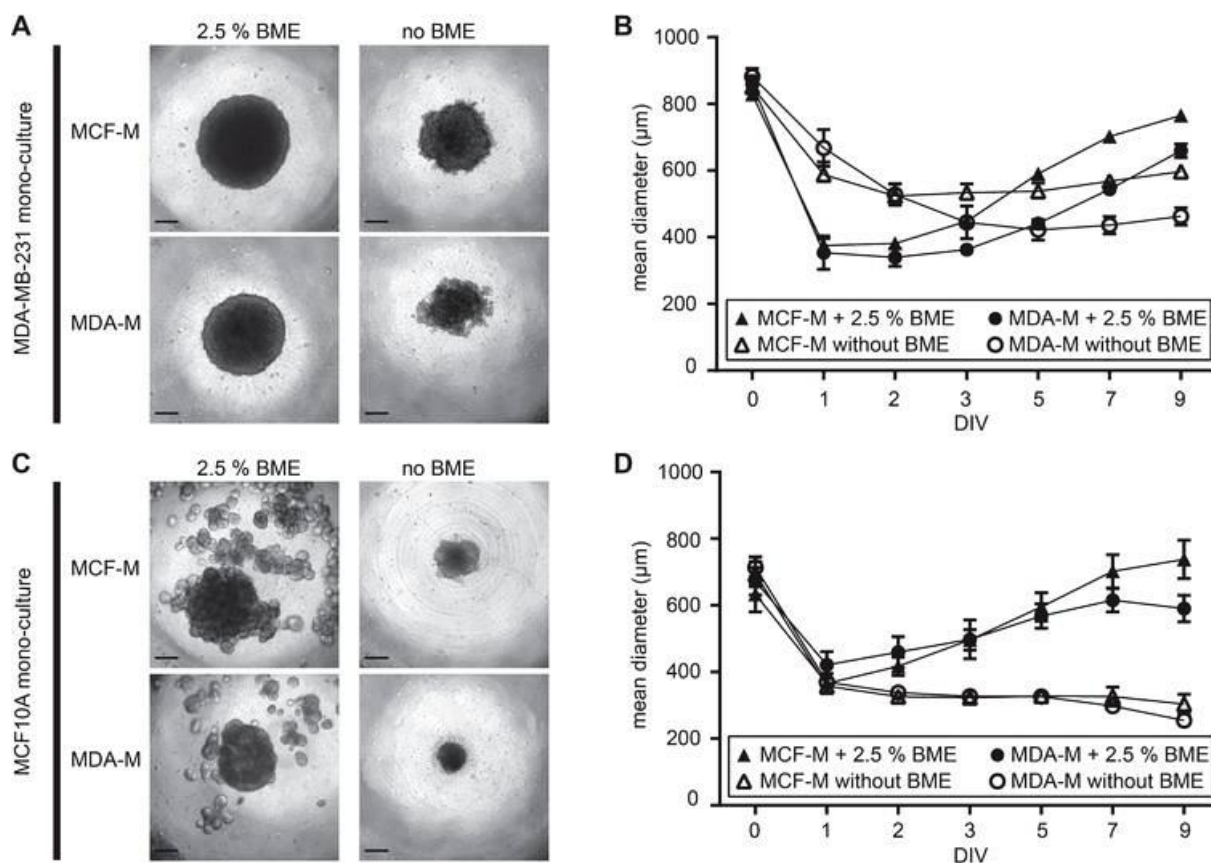 A
2.5 % BME
no BME
MDA-MB-231 mono-culture
MCF-M
MDA-M
B
1000
800
600
400
200
0
mean diameter (µm)
MCF-M + 2.5 % BME
MDA-M + 2.5 % BME
MCF-M without BME
MDA-M without BME
0
1
2
3
5
7
9
DIV
C
2.5 % BME
no BME
MCF10A mono-culture
MCF-M
MDA-M
D
1000
800
600
400
200
0
mean diameter (µm)
MCF-M + 2.5 % BME
MDA-M + 2.5 % BME
MCF-M without BME
MDA-M without BME
0
1
2
3
5
7
9
DIV